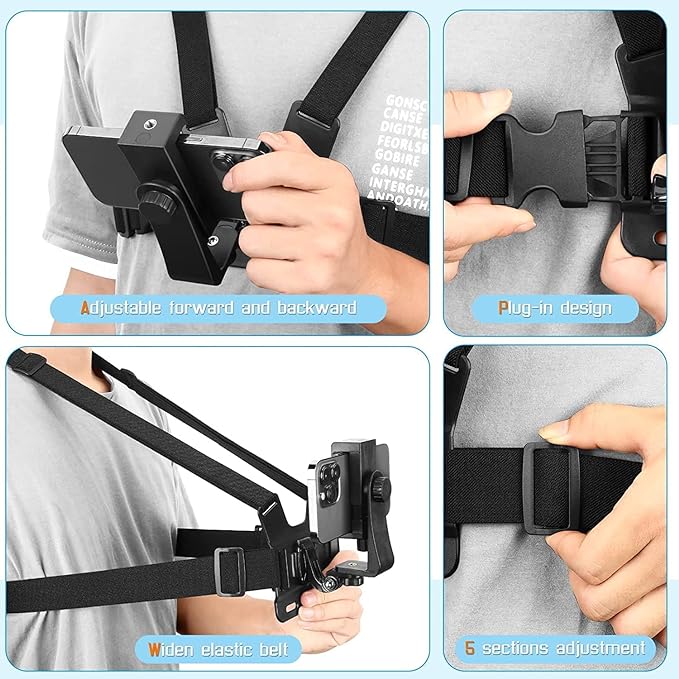 GONSC
CANSE
DIGITXE
FEORLSB
GOBIRE
GANSE
INTERGHA
ANDOATH
Adjustable forward and backward
Plug-in design
Widen elastic belt
5 sections adjustment